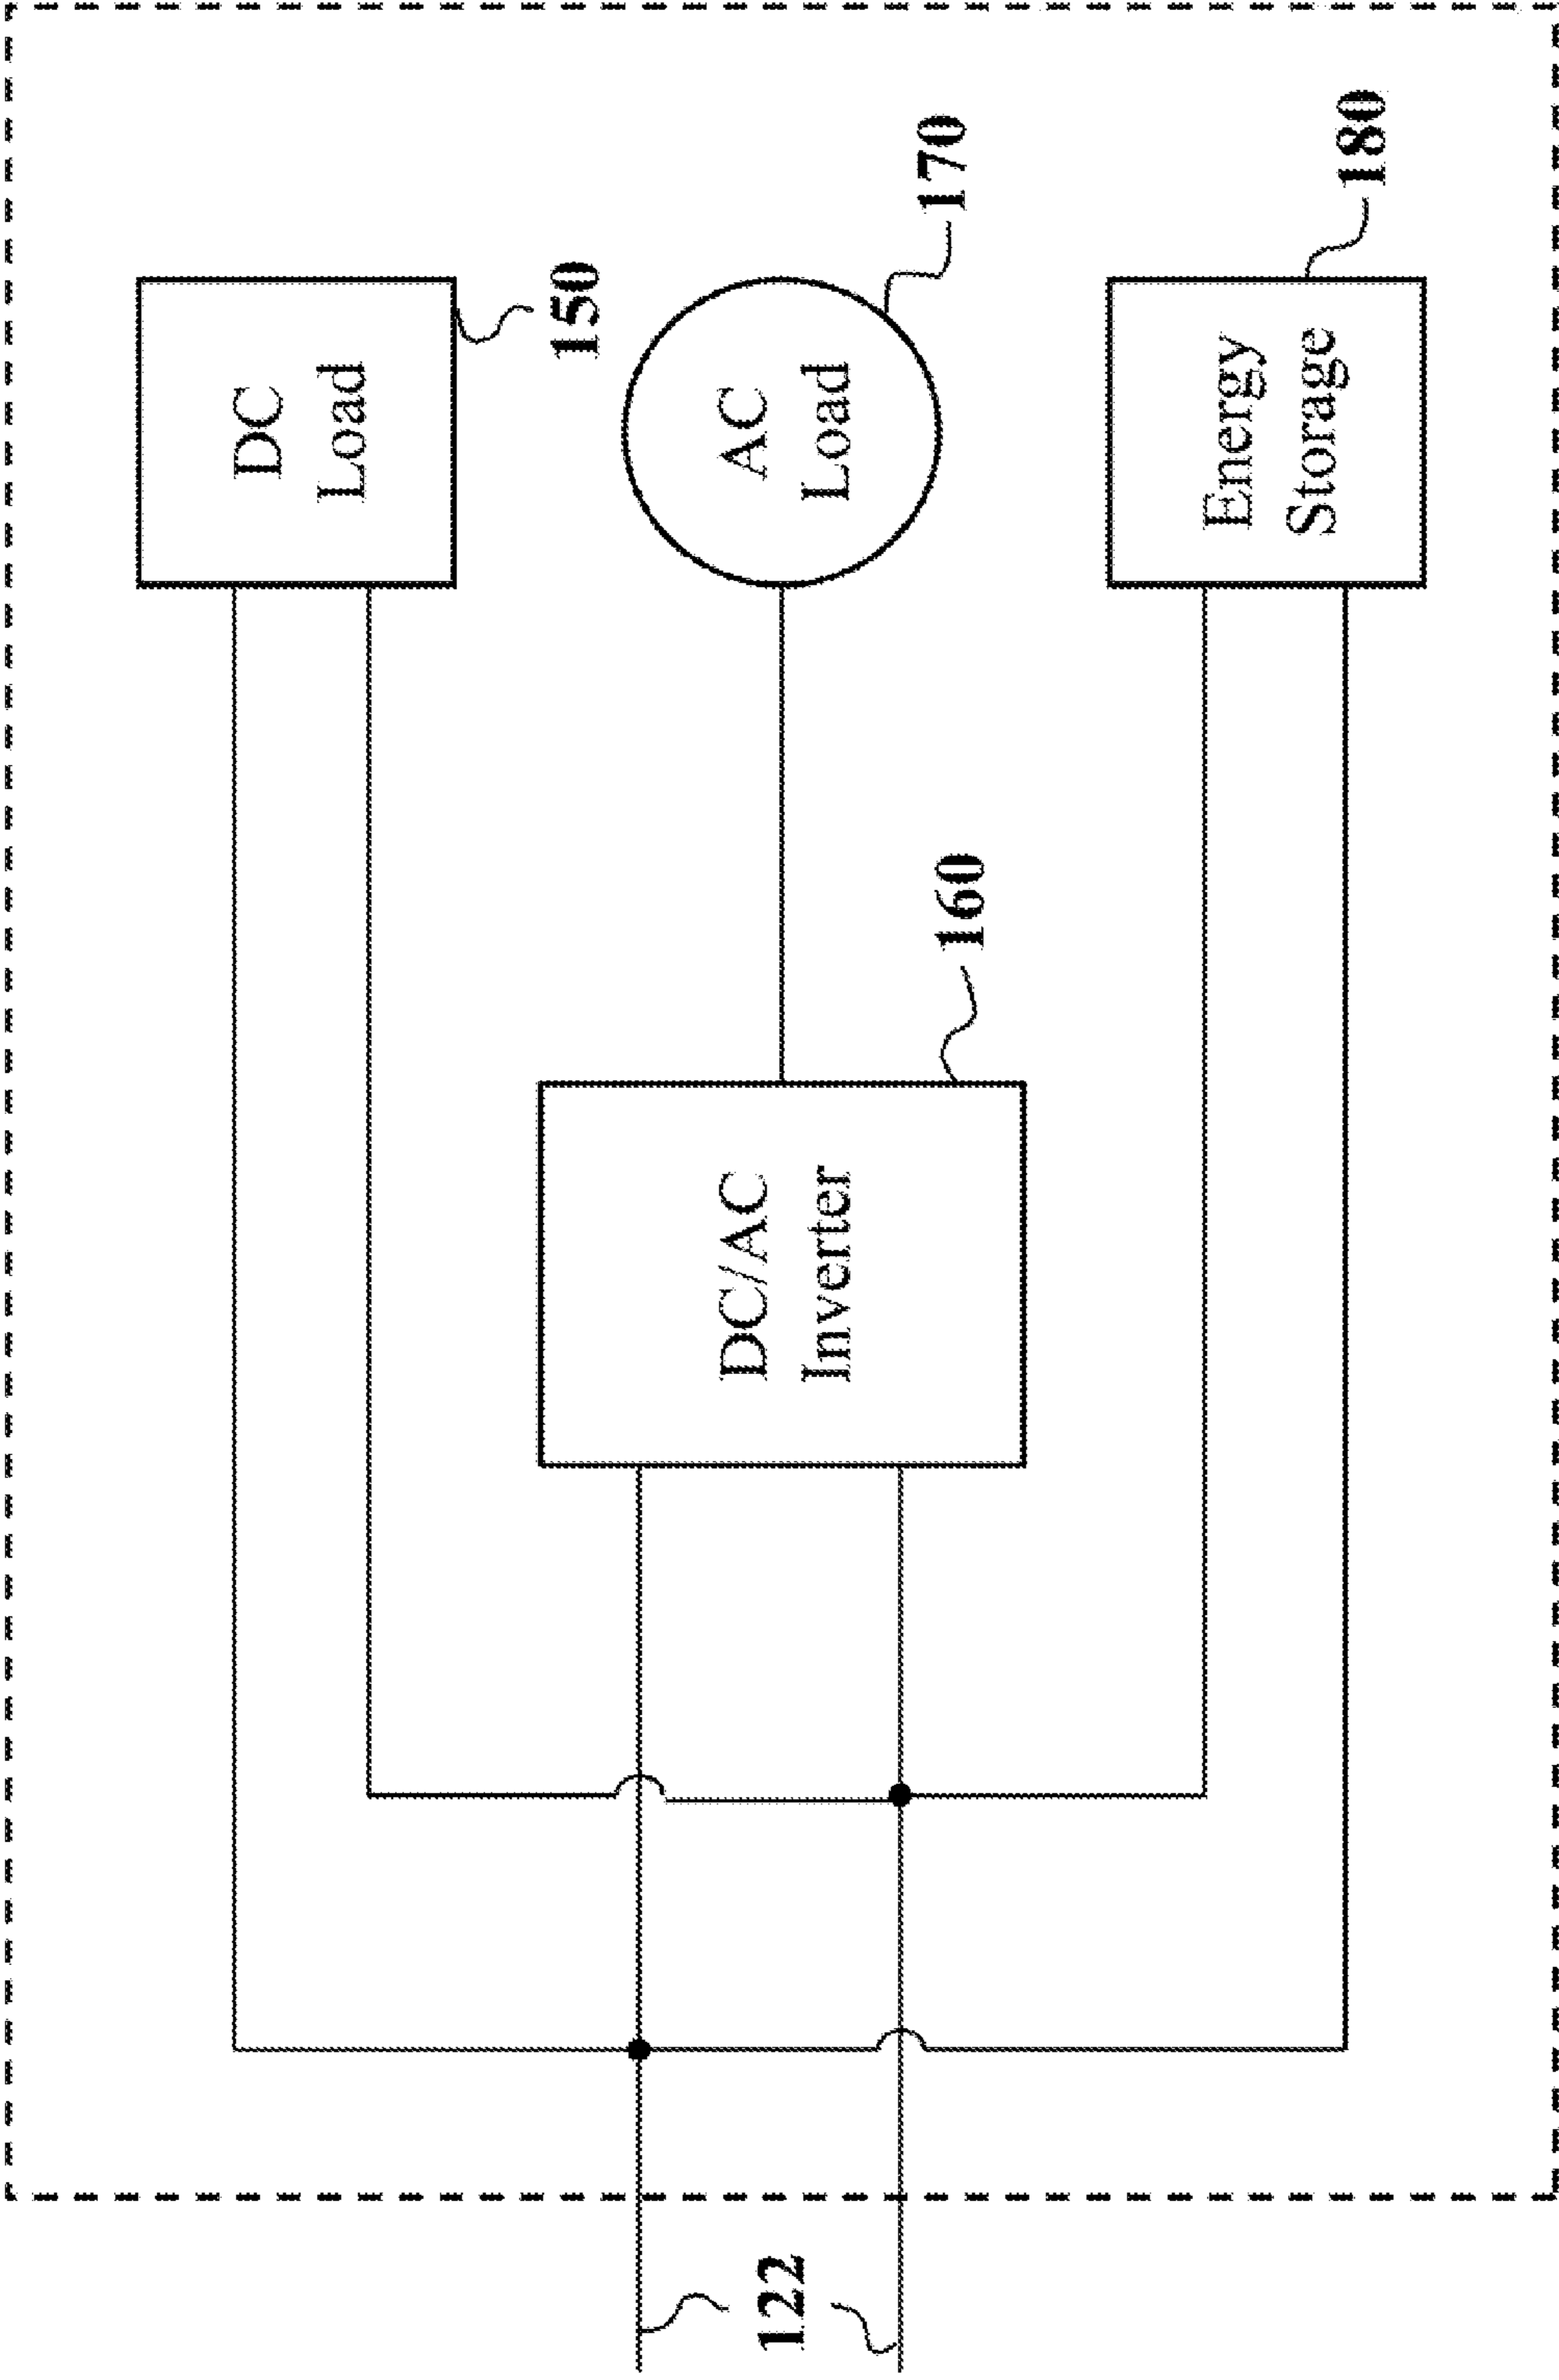 DC
Load
150
AC
Load
170
DC/AC
Inverter
160
Energy
Storage
180
122